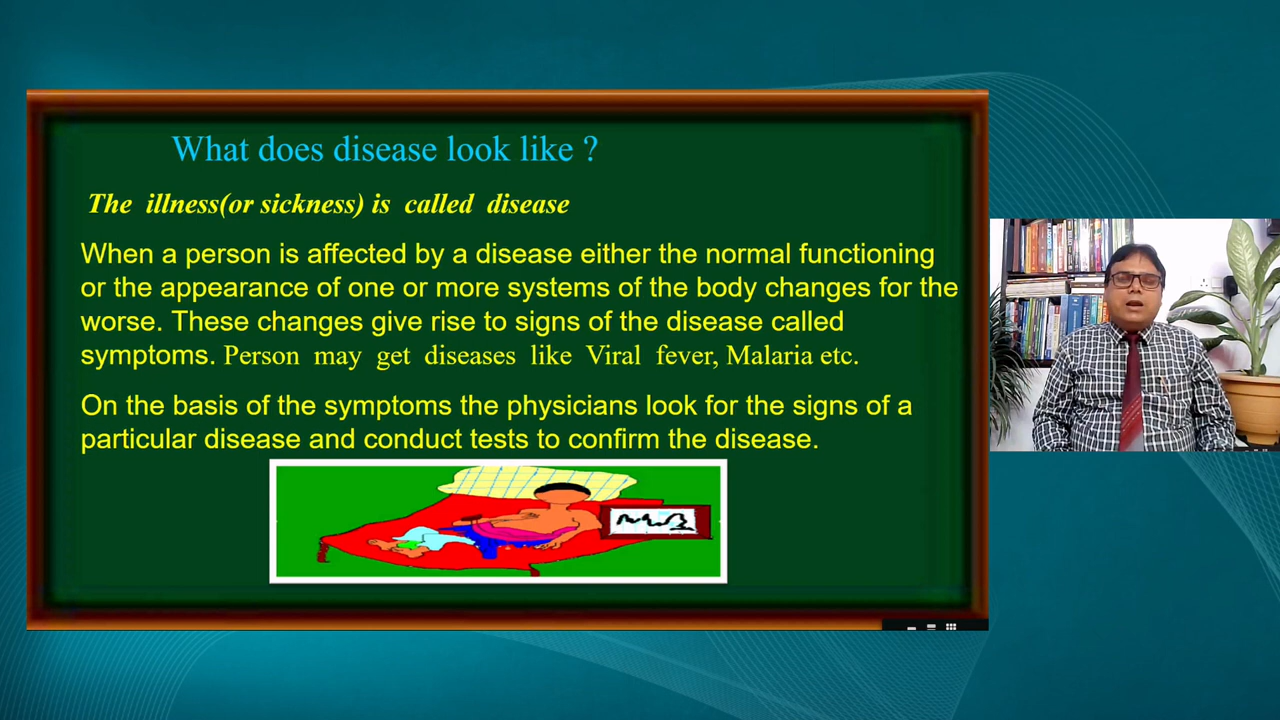 What does disease look like ?
The illness(or sickness) is called disease
When a person is affected by a disease either the normal functioning
or the appearance of one or more systems of the body changes for the
worse. These changes give rise to signs of the disease called
symptoms. Person may get diseases like Viral fever, Malaria etc.
On the basis of the symptoms the physicians look for the signs of a
particular disease and conduct tests to confirm the disease.